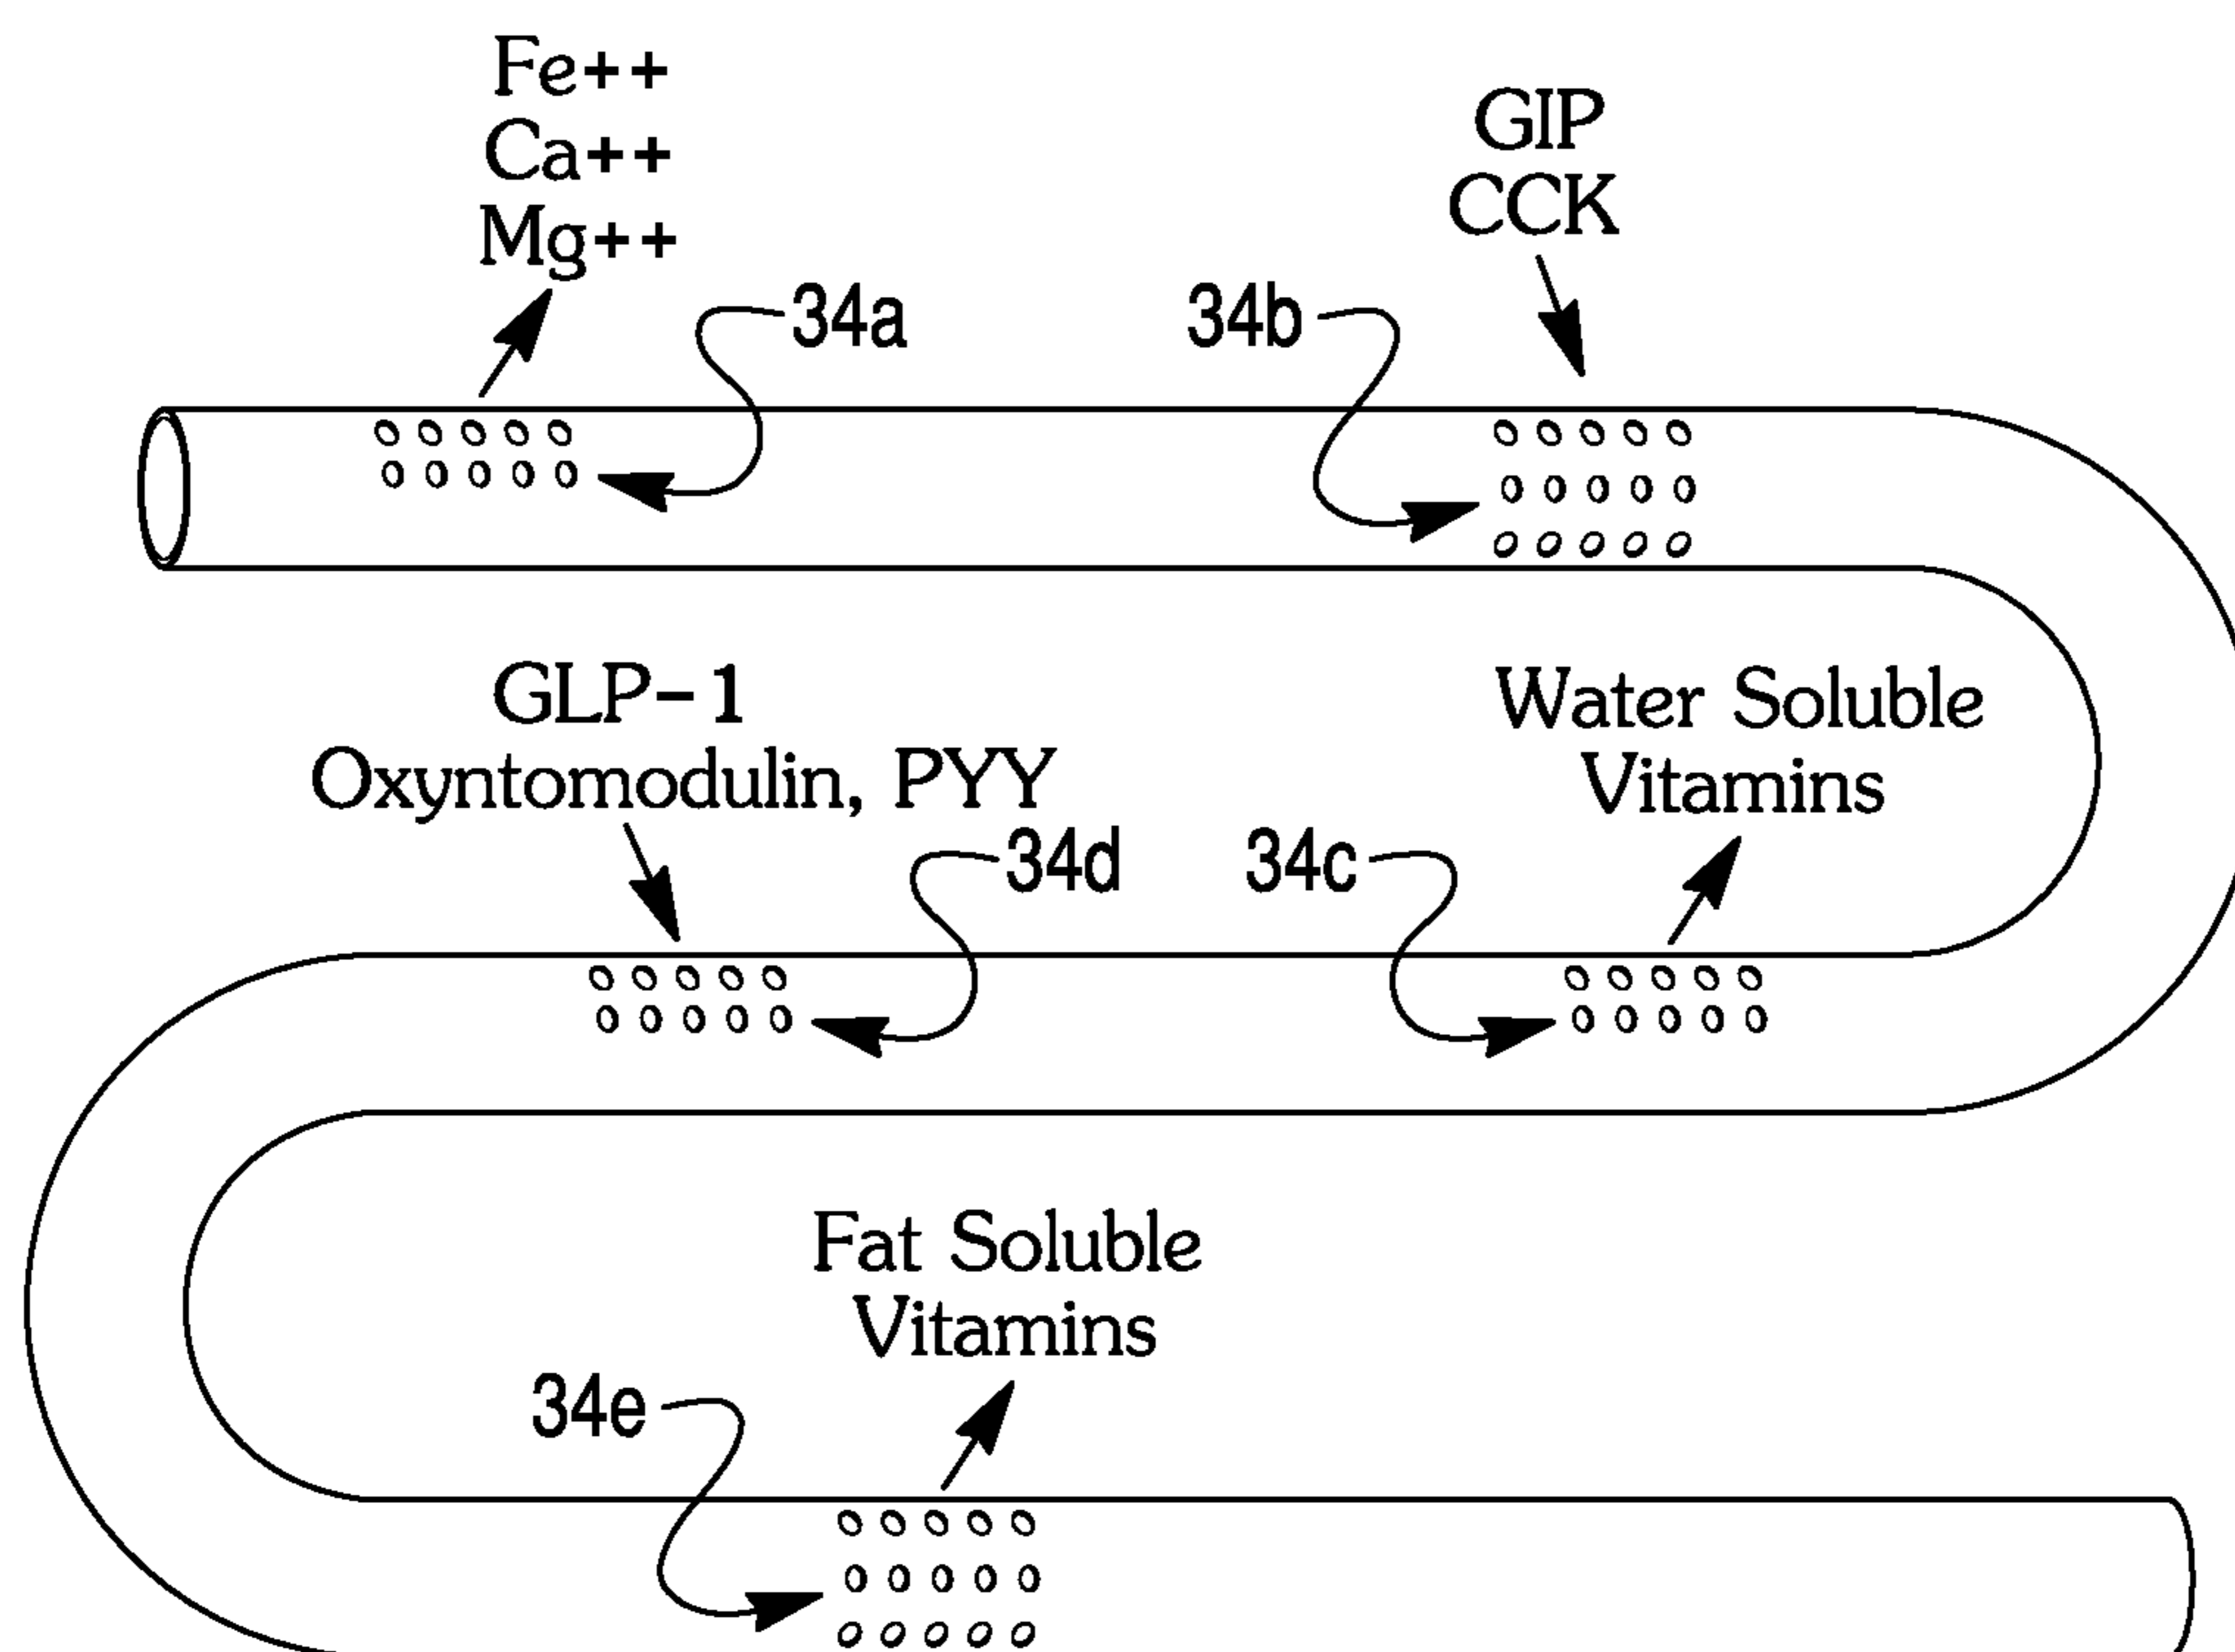 Fe++
Ca++
Mg++
GIP
CCK
34a
34b
GLP-1
Oxyntomodulin, PYY
Water Soluble
Vitamins
34d
34c
Fat Soluble
Vitamins
34e